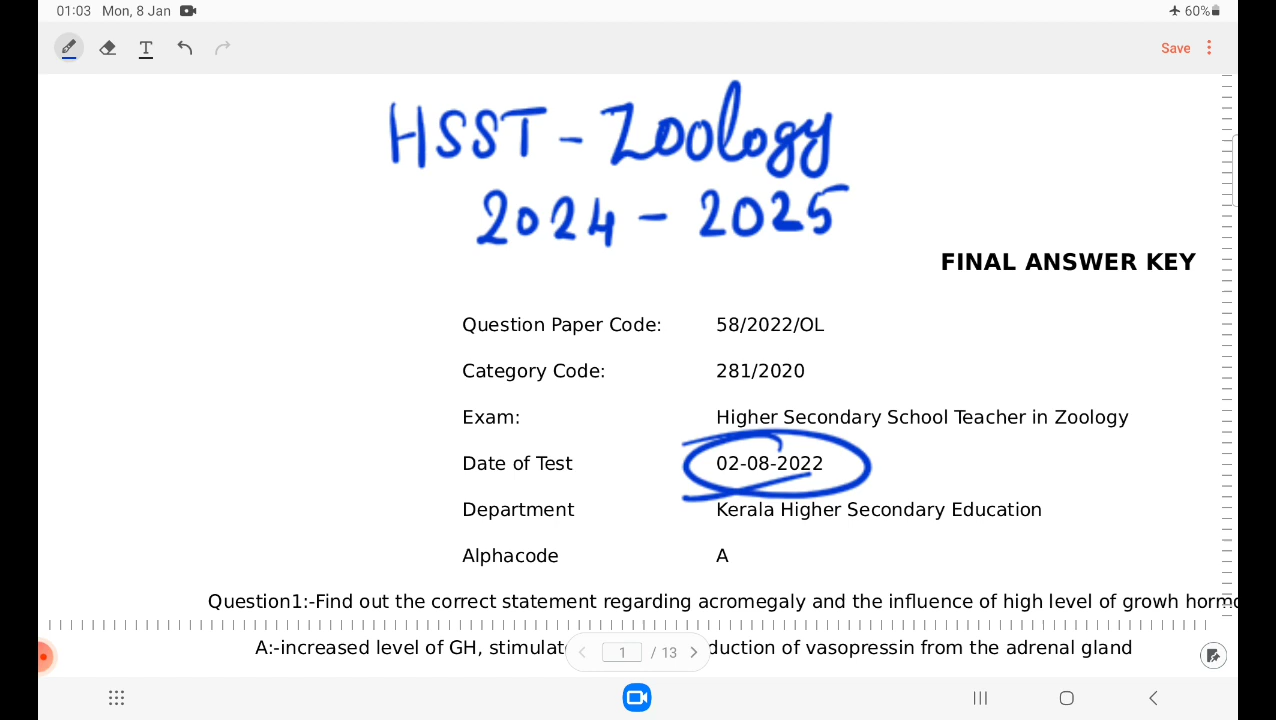 01:03 Mon, 8 Jan 60%
T Save
HSST - Zoology
2024 - 2025
FINAL ANSWER KEY
Question Paper Code: 58/2022/OL
Category Code: 281/2020
Exam: Higher Secondary School Teacher in Zoology
Date of Test 02-08-2022
Department Kerala Higher Secondary Education
Alphacode A
Question1:-Find out the correct statement regarding acromegaly and the influence of high level of growh
A:-increased level of GH, duction of vasopressin from the adrenal gland
1 / 13